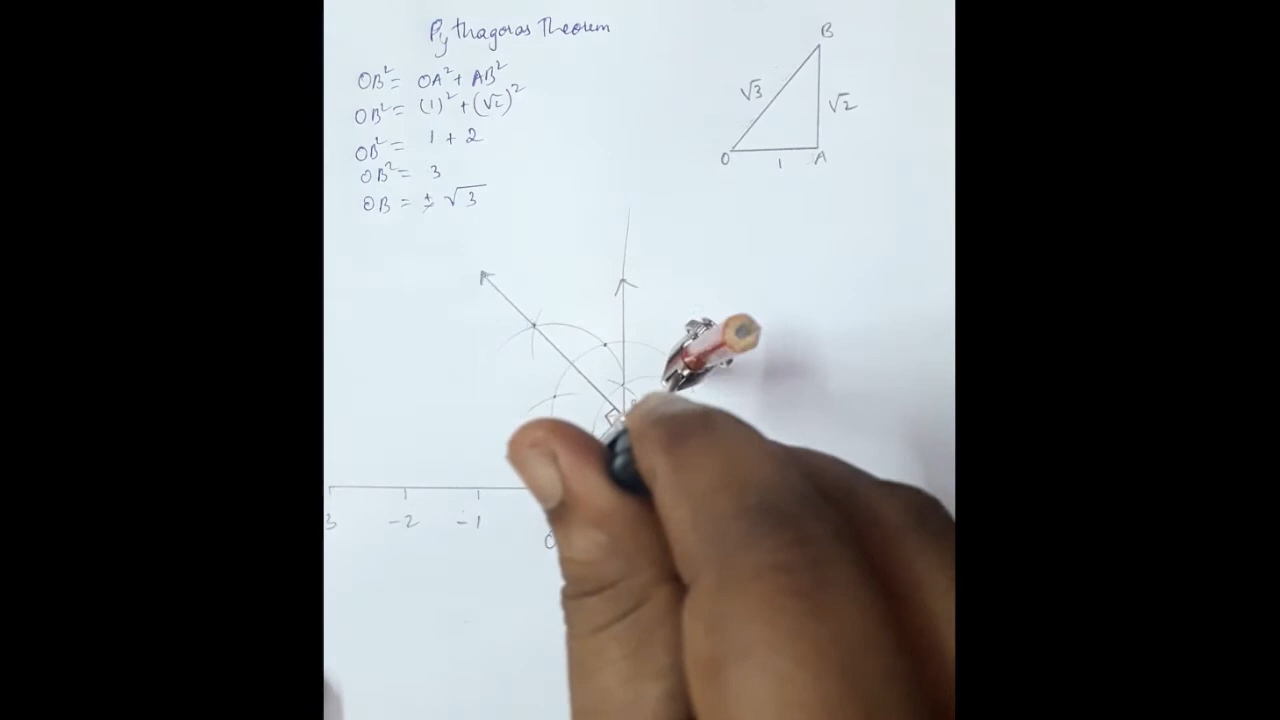 Pythagoras Theorem
OB² = OA² + AB²
OB² = (1)² + (√2)²
OB² = 1 + 2
OB² = 3
OB = ± √3
B
√3
√2
O
1
A
3
-2
-1